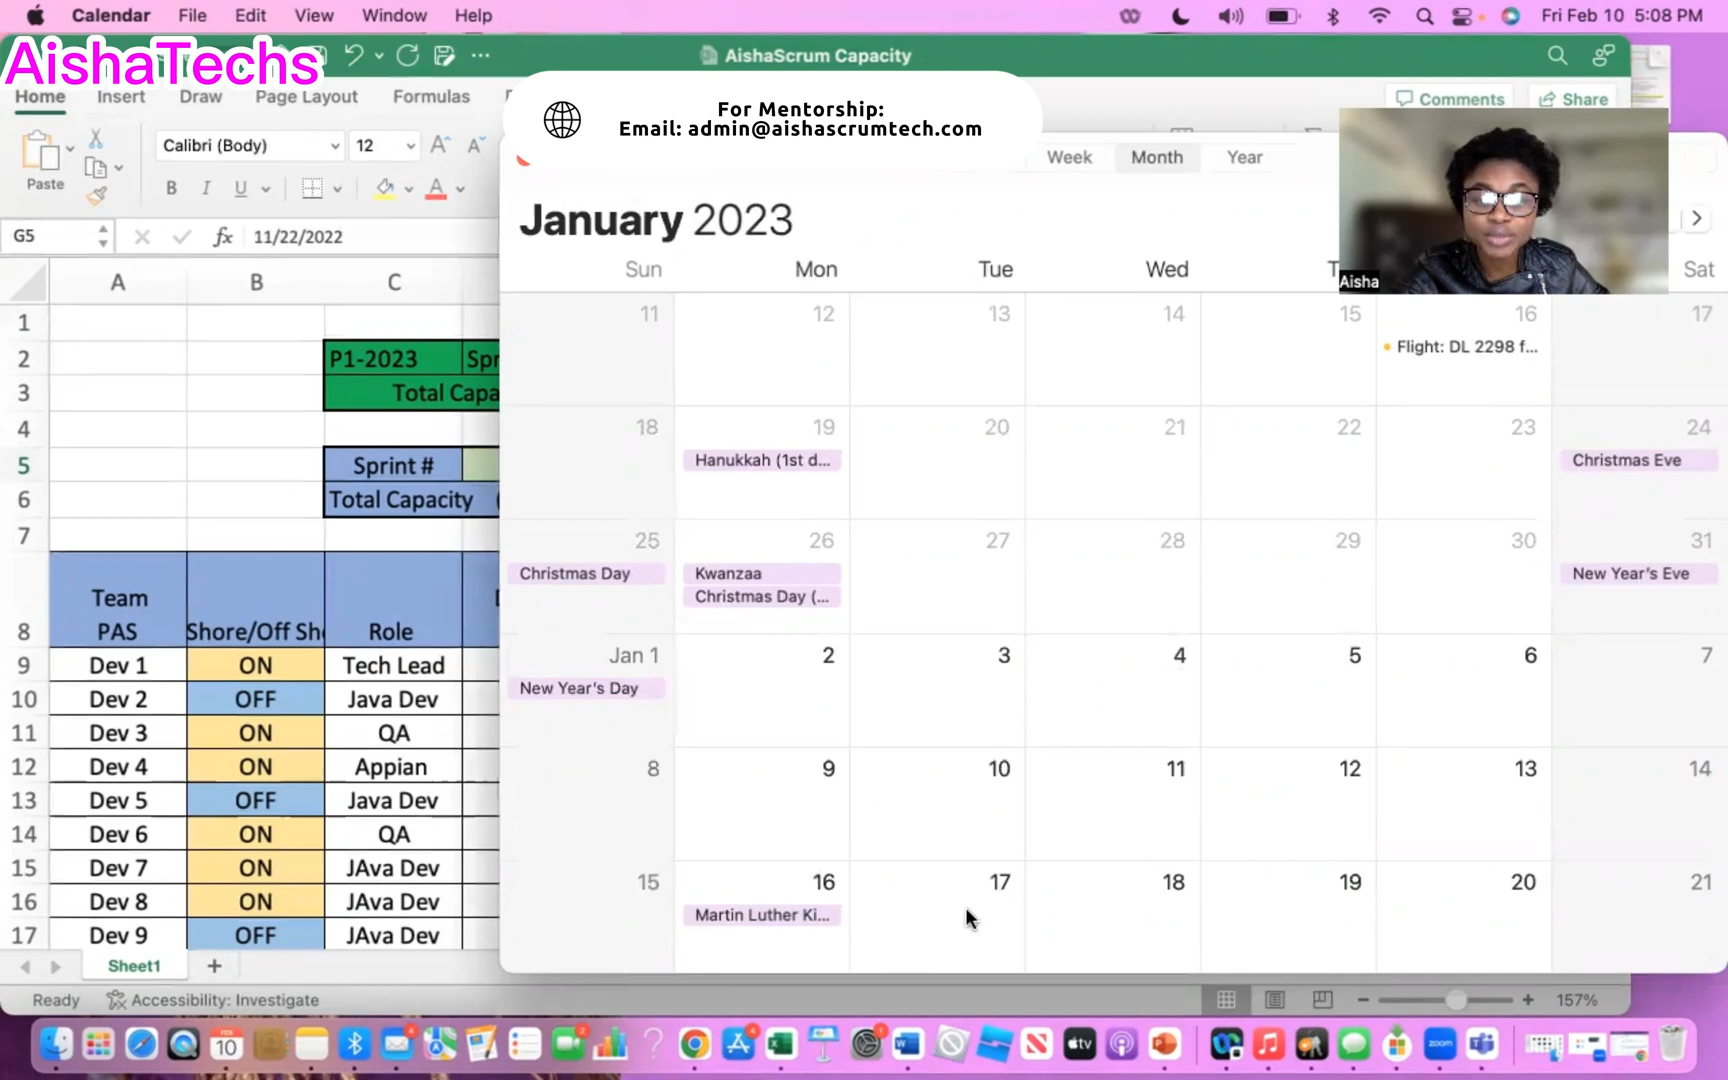 Calendar File Edit View Window Help Fri Feb 10 5:08 PM
AishaTechs
AishaScrum Capacity
Home Insert Draw Page Layout Formulas
Comments Share
For Mentorship:
Email: admin@aishascrumtech.com
Paste
Calibri (Body) 12
B I U
Week Month Year
G5 fx 11/22/2022
January 2023
Sun Mon Tue Wed T Sat
Aisha
A B C
1
2 P1-2023 Spr
3 Total Capa
4
5 Sprint #
6 Total Capacity (
7
8 Team PAS Shore/Off Sh Role
9 Dev 1 ON Tech Lead
10 Dev 2 OFF Java Dev
11 Dev 3 ON QA
12 Dev 4 ON Appian
13 Dev 5 OFF Java Dev
14 Dev 6 ON QA
15 Dev 7 ON JAva Dev
16 Dev 8 ON JAva Dev
17 Dev 9 OFF JAva Dev
11 12 13 14 15 16 17
Flight: DL 2298 f...
18 19 20 21 22 23 24
Hanukkah (1st d... Christmas Eve
25 26 27 28 29 30 31
Christmas Day Kwanzaa New Year's Eve
Christmas Day (...
Jan 1 2 3 4 5 6 7
New Year's Day
8 9 10 11 12 13 14
15 16 17 18 19 20 21
Martin Luther Ki...
Sheet1
Ready Accessibility: Investigate 157%
FEB
10
tv
zoom